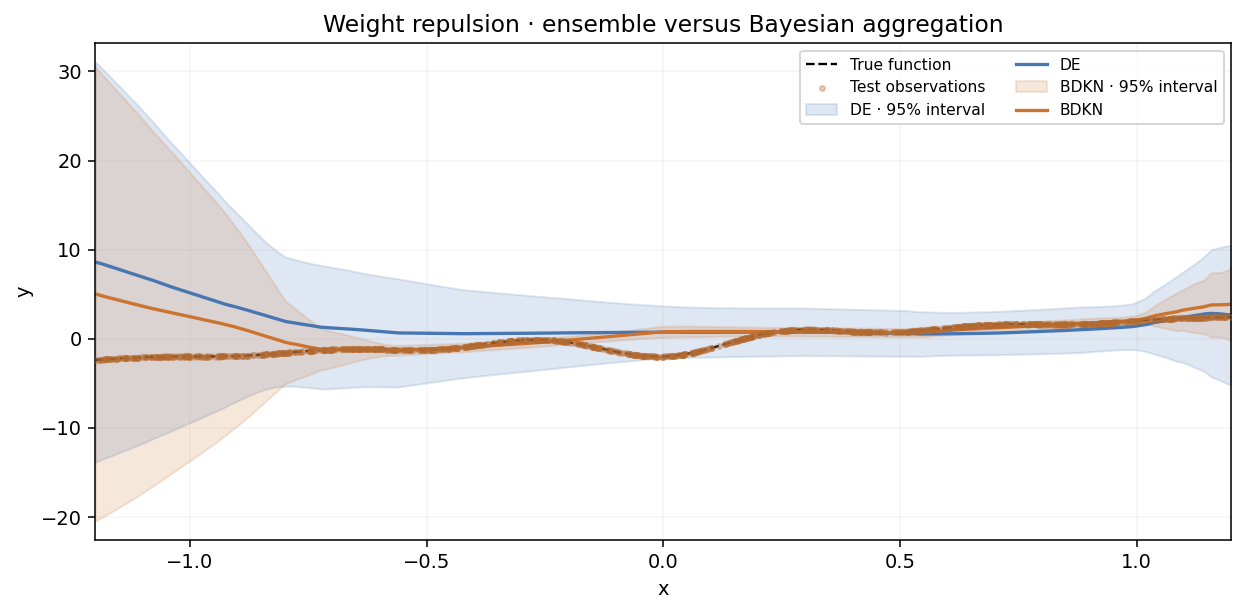 Weight repulsion · ensemble versus Bayesian aggregation
True function
Test observations
DE · 95% interval
DE
BDKN · 95% interval
BDKN
y
30
20
10
0
−10
−20
−1.0
−0.5
0.0
0.5
1.0
x